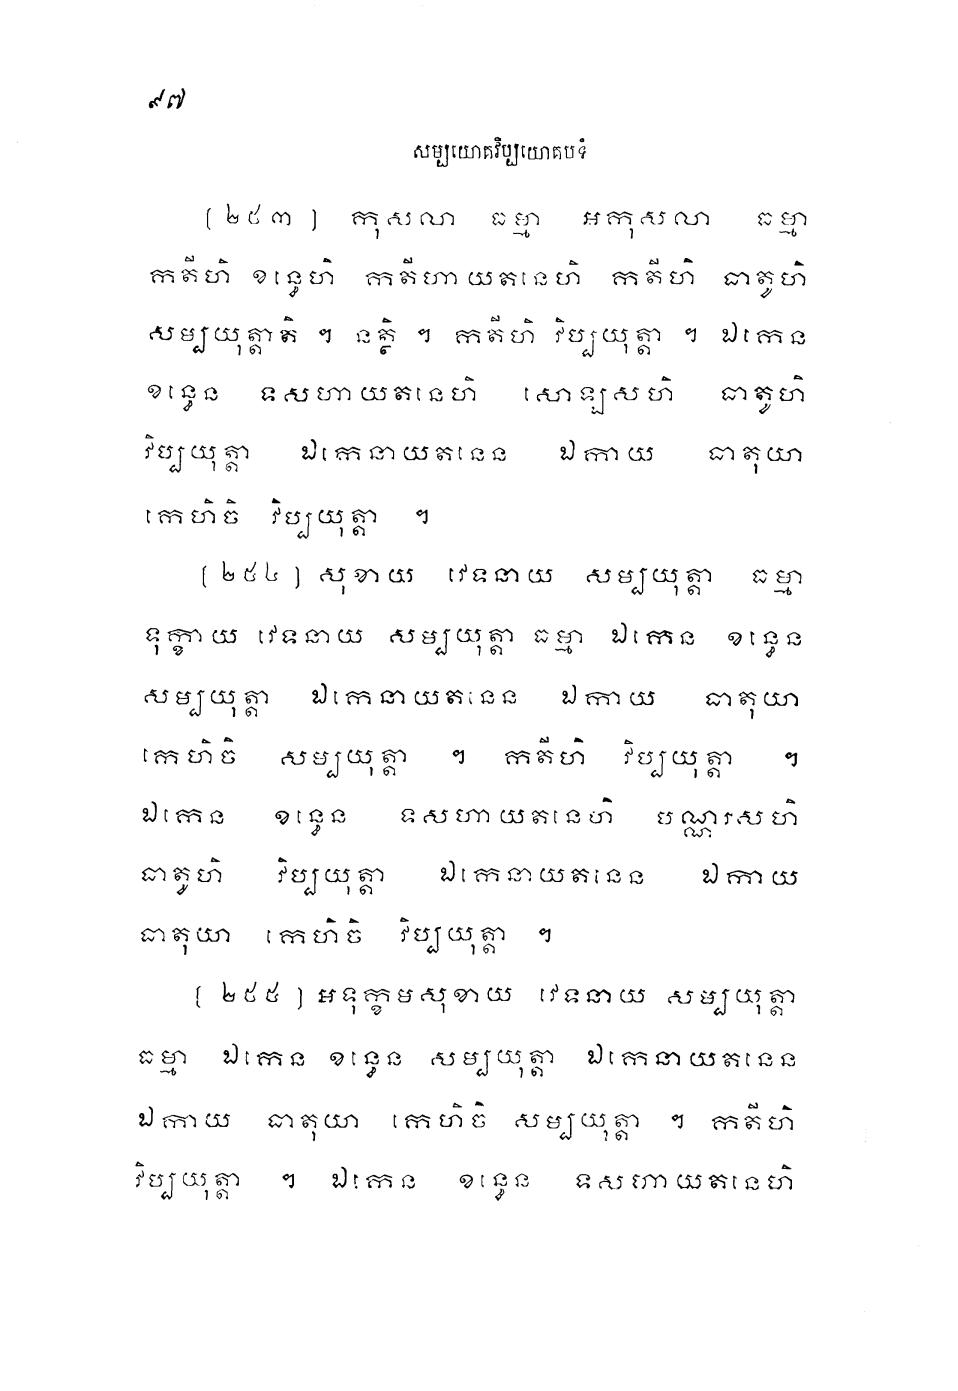 ៩៧
សម្បយោគវិប្បយោគបទំ
[ ២៥៣ ] កុសលា ធម្មា អកុសលា ធម្មា
កតីហិ ខន្ធេហិ កតីហាយតនេហិ កតីហិ ធាតូហិ
សម្បយុត្តាតិ ។ នត្ថិ ។ កតីហិ វិប្បយុត្តា ។ ឯកេន
ខន្ធេន ទសហាយតនេហិ សោឡសហិ ធាតូហិ
វិប្បយុត្តា ឯកេនាយតនេន ឯកាយ ធាតុយា
កេហិចិ វិប្បយុត្តា ។
[ ២៥៤ ] សុខាយ វេទនាយ សម្បយុត្តា ធម្មា
ទុក្ខាយ វេទនាយ សម្បយុត្តា ធម្មា ឯកេន ខន្ធេន
សម្បយុត្តា ឯកេនាយតនេន ឯកាយ ធាតុយា
កេហិចិ សម្បយុត្តា ។ កតីហិ វិប្បយុត្តា ។
ឯកេន ខន្ធេន ទសហាយតនេហិ បណ្ណរសហិ
ធាតូហិ វិប្បយុត្តា ឯកេនាយតនេន ឯកាយ
ធាតុយា កេហិចិ វិប្បយុត្តា ។
[ ២៥៥ ] អទុក្ខមសុខាយ វេទនាយ សម្បយុត្តា
ធម្មា ឯកេន ខន្ធេន សម្បយុត្តា ឯកេនាយតនេន
ឯកាយ ធាតុយា កេហិចិ សម្បយុត្តា ។ កតីហិ
វិប្បយុត្តា ។ ឯកេន ខន្ធេន ទសហាយតនេហិ